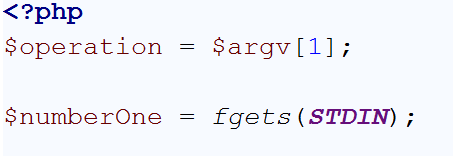 <?php
$operation = $argv[1];
$numberOne = fgets(STDIN);